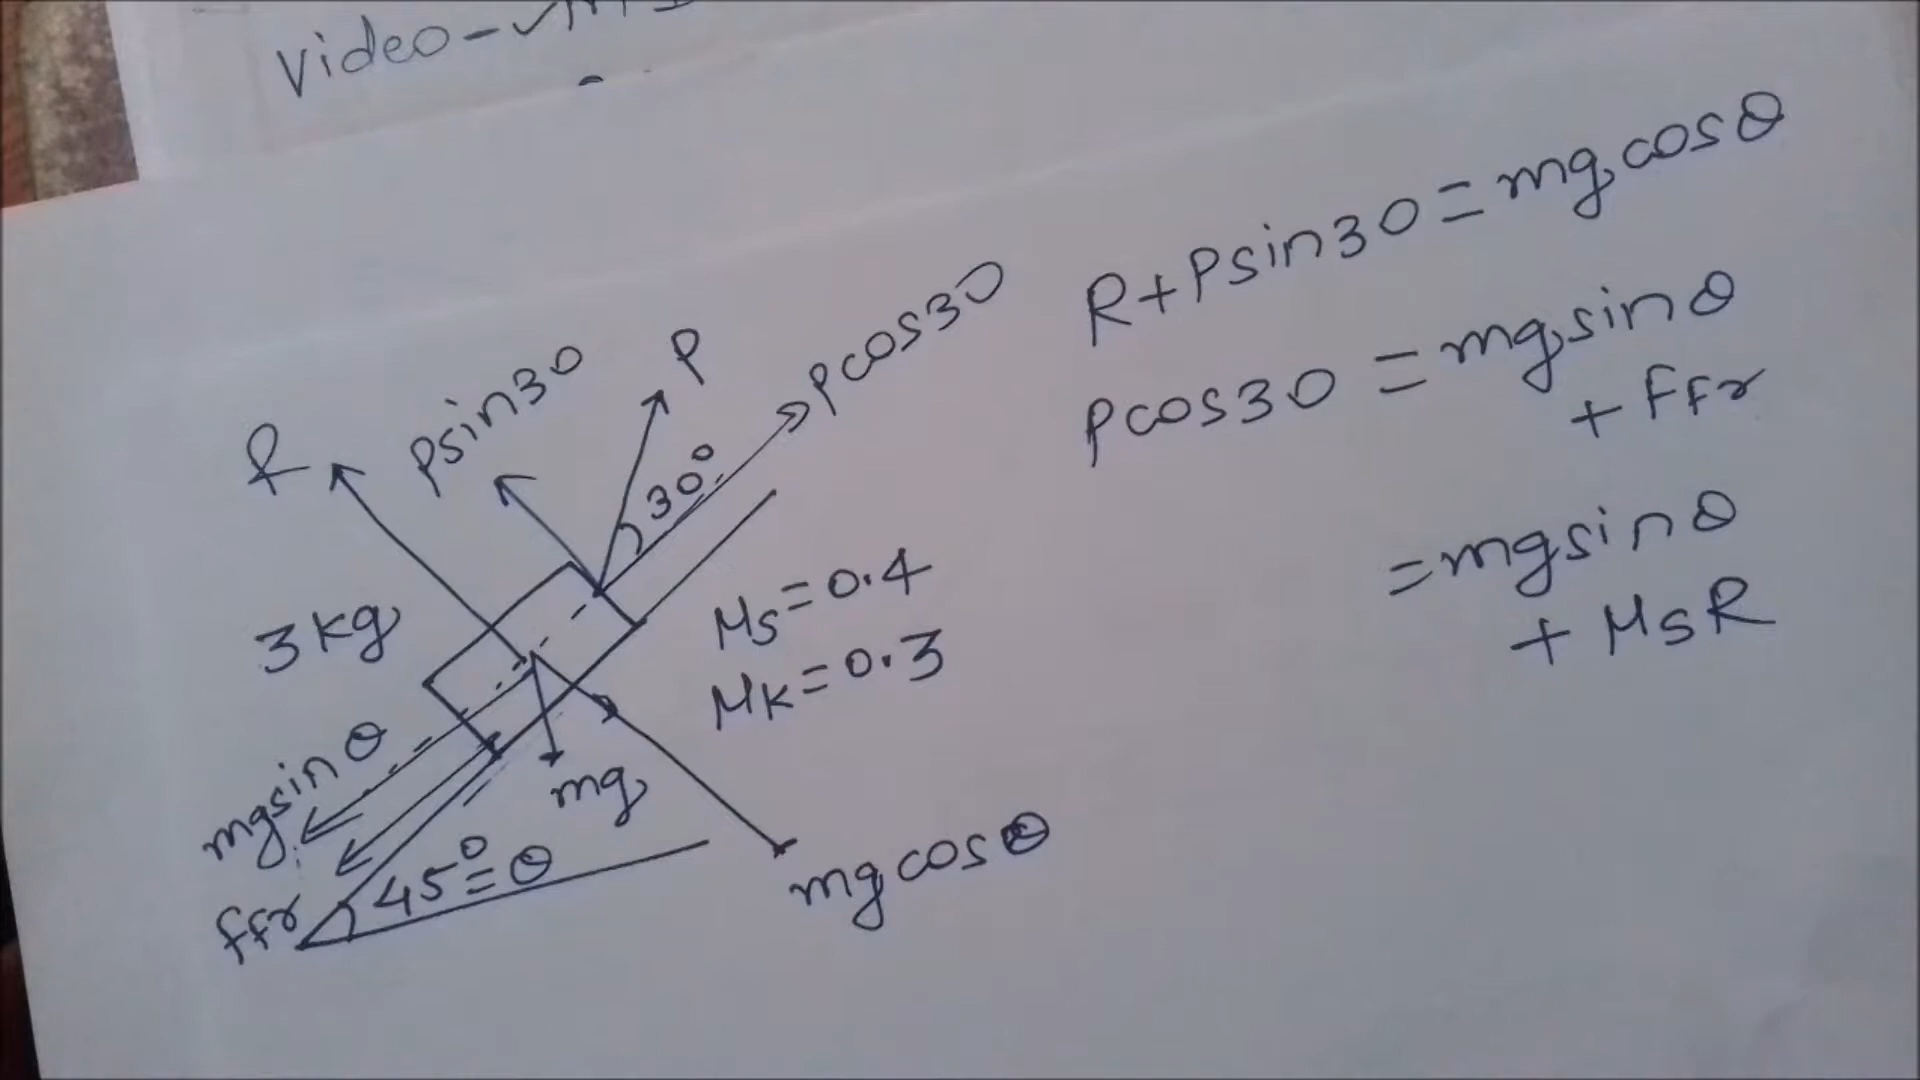 Video-
R+Psin30=mgcosθ
Pcos30=mgsinθ
+Ffr
=mgsinθ
+μsR
R
Psin30
P
Pcos30
30°
3kg
μs=0.4
μK=0.3
mgsinθ
mg
Ffr
45°=θ
mgcosθ